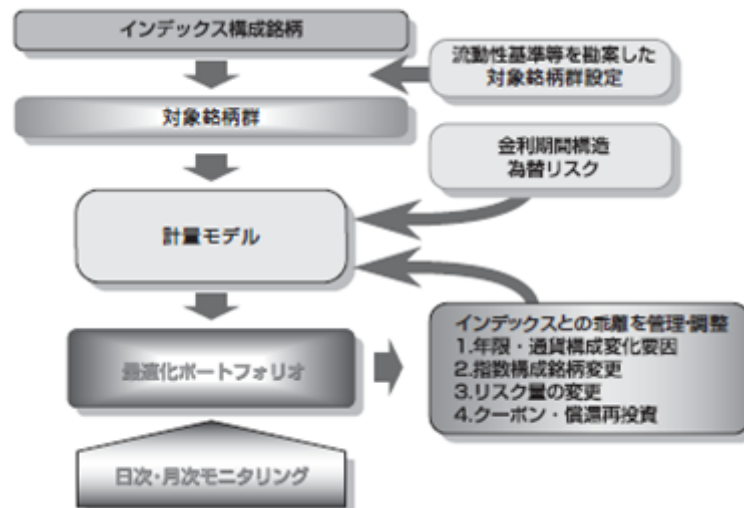 インデックス構成銘柄
流動性基準等を勘案した
対象銘柄群設定
対象銘柄群
金利期間構造
為替リスク
計量モデル
インデックスとの乖離を管理・調整
1.年限・通貨構成変化要因
2.指数構成銘柄変更
3.リスク量の変更
4.クーポン・償還再投資
最適化ポートフォリオ
日次・月次モニタリング